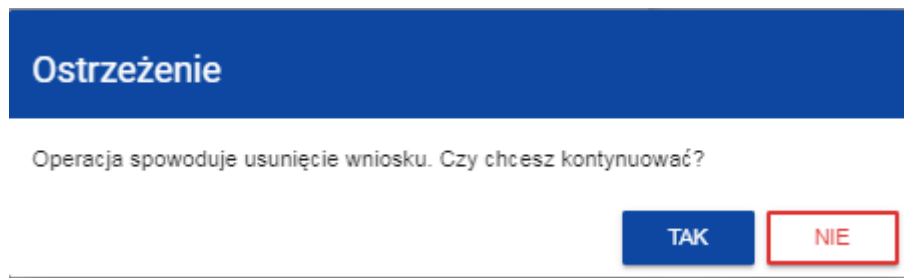 Ostrzeżenie
Operacja spowoduje usunięcie wniosku. Czy chcesz kontynuować?
TAK NIE